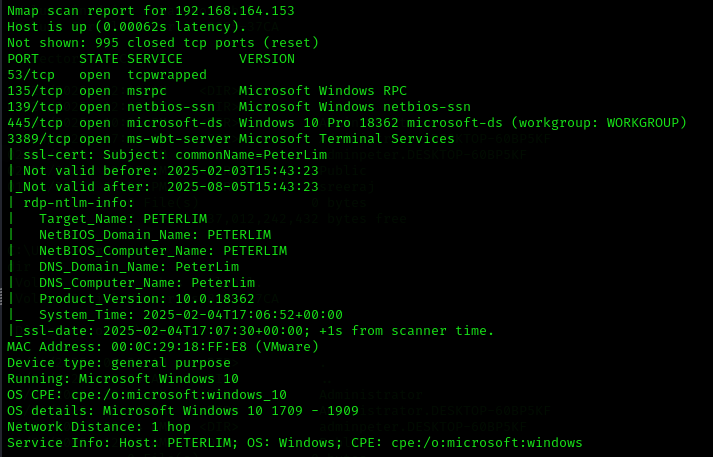 Nmap scan report for 192.168.164.153
Host is up (0.00062s latency).
Not shown: 995 closed tcp ports (reset)
PORT     STATE SERVICE       VERSION
53/tcp   open  tcpwrapped
135/tcp  open  msrpc         Microsoft Windows RPC
139/tcp  open  netbios-ssn   Microsoft Windows netbios-ssn
445/tcp  open  microsoft-ds  Windows 10 Pro 18362 microsoft-ds (workgroup: WORKGROUP)
3389/tcp open  ms-wbt-server Microsoft Terminal Services
| ssl-cert: Subject: commonName=PeterLim
| Not valid before: 2025-02-03T15:43:23
|_Not valid after:  2025-08-05T15:43:23
| rdp-ntlm-info:
|   Target_Name: PETERLIM
|   NetBIOS_Domain_Name: PETERLIM
|   NetBIOS_Computer_Name: PETERLIM
|   DNS_Domain_Name: PeterLim
|   DNS_Computer_Name: PeterLim
|   Product_Version: 10.0.18362
|_  System_Time: 2025-02-04T17:06:52+00:00
|_ssl-date: 2025-02-04T17:07:30+00:00; +1s from scanner time.
MAC Address: 00:0C:29:18:FF:E8 (VMware)
Device type: general purpose
Running: Microsoft Windows 10
OS CPE: cpe:/o:microsoft:windows_10
OS details: Microsoft Windows 10 1709 - 1909
Network Distance: 1 hop
Service Info: Host: PETERLIM; OS: Windows; CPE: cpe:/o:microsoft:windows